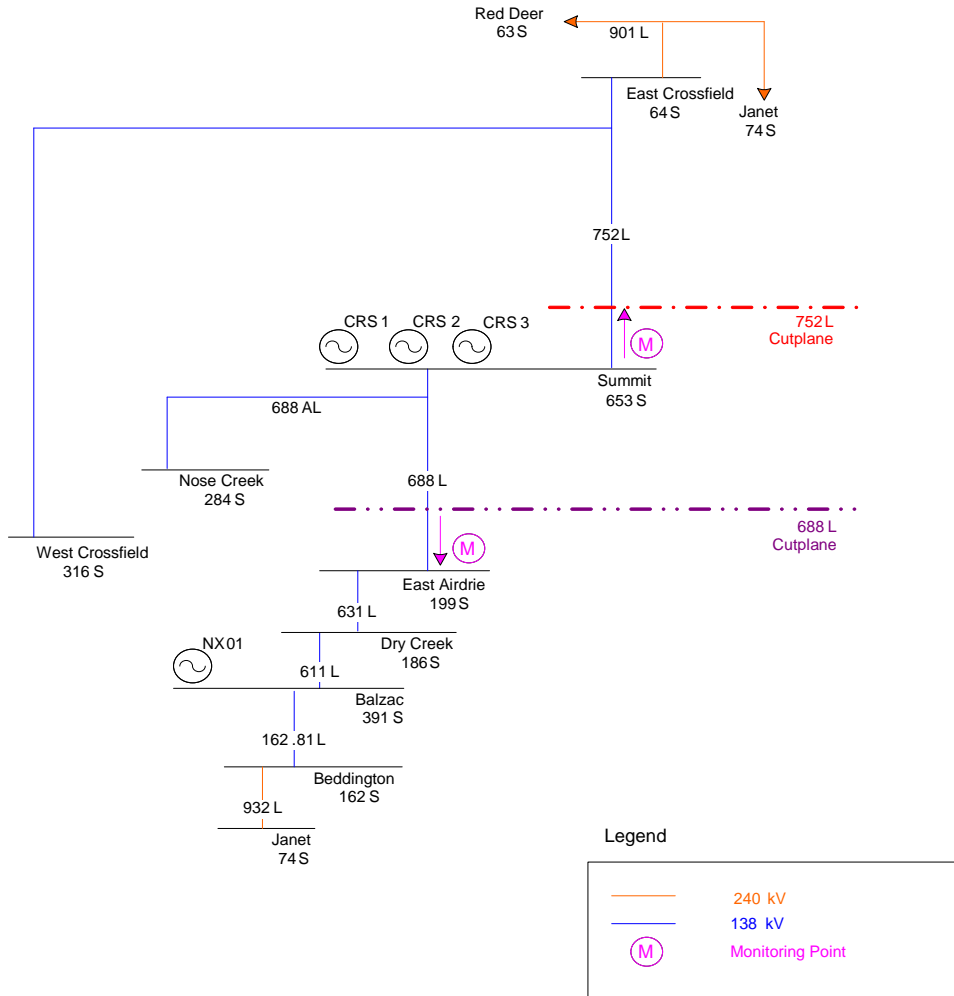 Red Deer
63 S
901 L
East Crossfield
64 S
Janet
74 S
752 L
CRS 1
CRS 2
CRS 3
M
752 L
Cutplane
Summit
653 S
688 AL
Nose Creek
284 S
688 L
688 L
Cutplane
M
West Crossfield
316 S
East Airdrie
199 S
631 L
NX 01
Dry Creek
186 S
611 L
Balzac
391 S
162 .81 L
Beddington
162 S
932 L
Janet
74 S
Legend
240 kV
138 kV
M
Monitoring Point